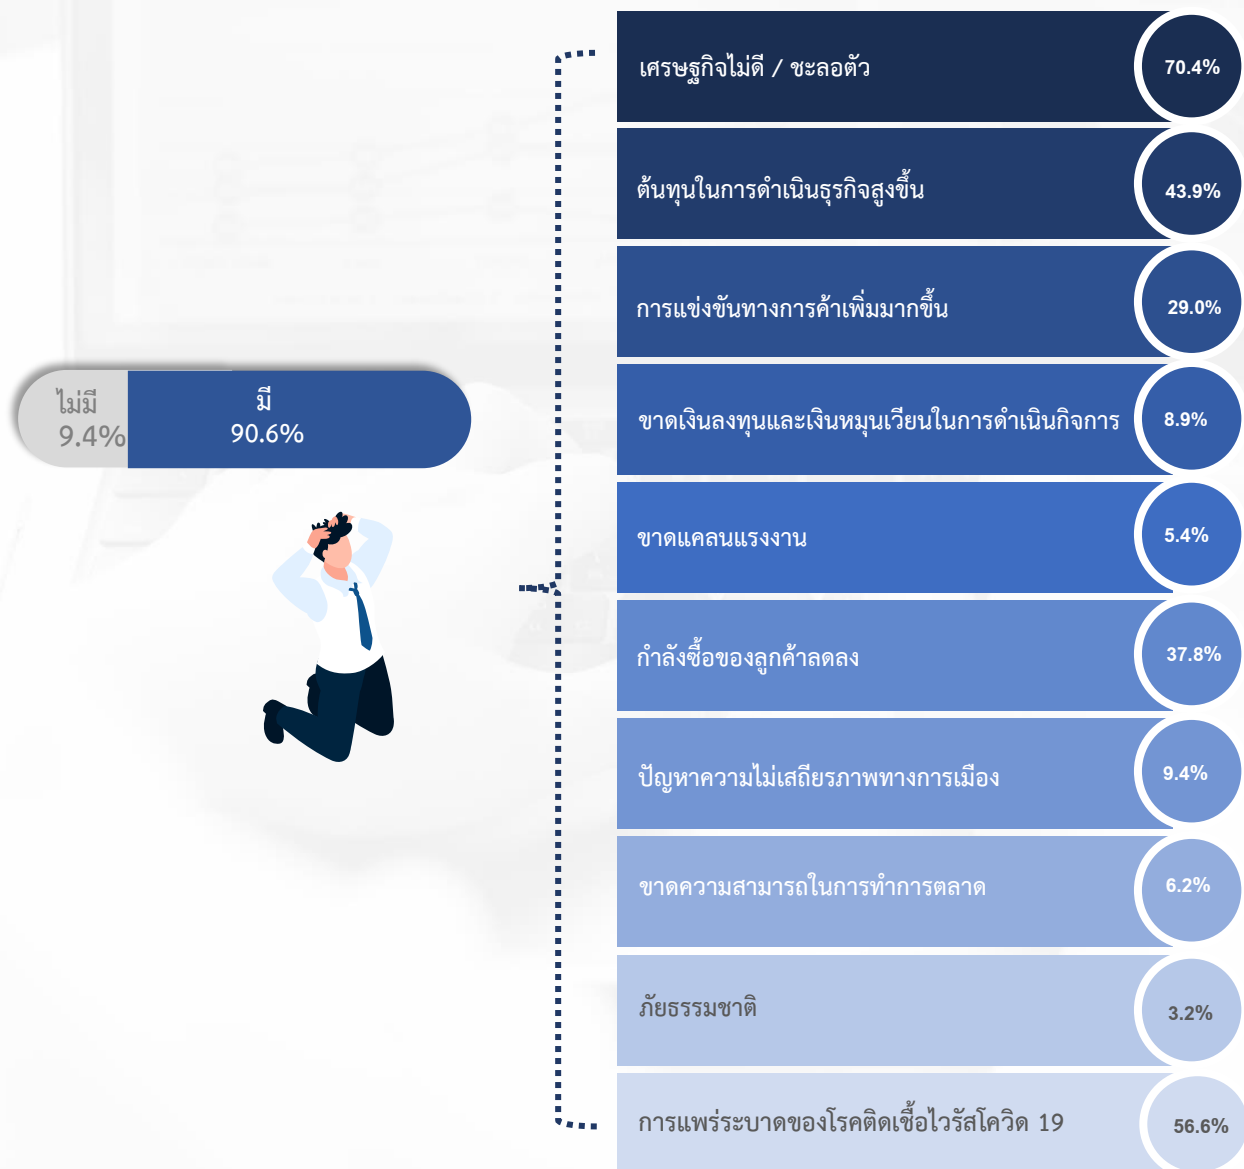 ไม่มี
9.4%
มี
90.6%
เศรษฐกิจไม่ดี / ชะลอตัว
70.4%
ต้นทุนในการดำเนินธุรกิจสูงขึ้น
43.9%
การแข่งขันทางการค้าเพิ่มมากขึ้น
29.0%
ขาดเงินลงทุนและเงินหมุนเวียนในการดำเนินกิจการ
8.9%
ขาดแคลนแรงงาน
5.4%
กำลังซื้อของลูกค้าลดลง
37.8%
ปัญหาความไม่เสถียรภาพทางการเมือง
9.4%
ขาดความสามารถในการทำการตลาด
6.2%
ภัยธรรมชาติ
3.2%
การแพร่ระบาดของโรคติดเชื้อไวรัสโควิด 19
56.6%